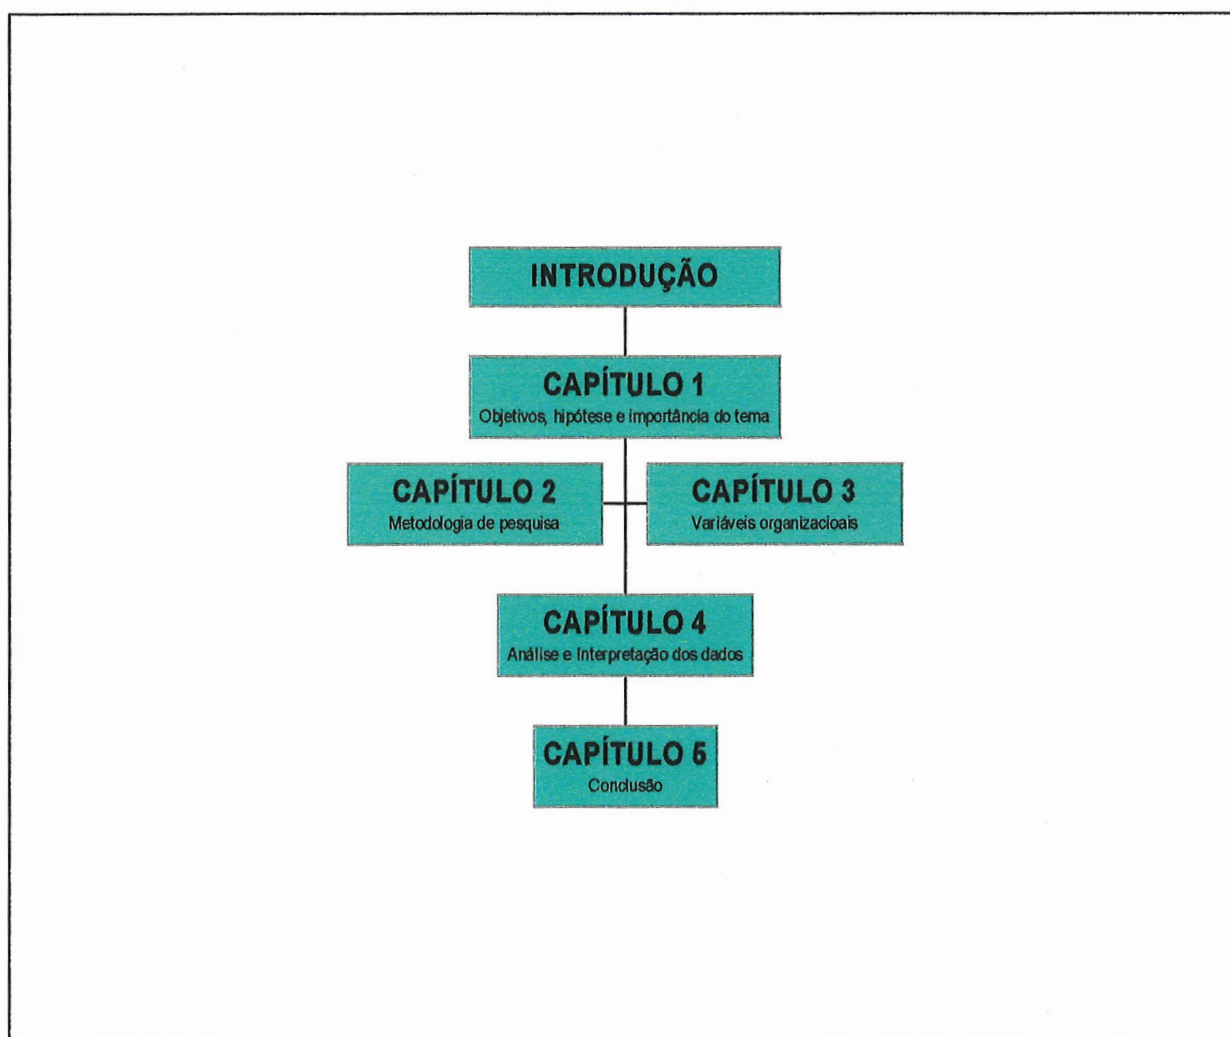 INTRODUÇÃO
CAPÍTULO 1
Objetivos, hipótese e importância do tema
CAPÍTULO 2
Metodologia de pesquisa
CAPÍTULO 3
Variáveis organizacioais
CAPÍTULO 4
Análise e Interpretação dos dados
CAPÍTULO 5
Conclusão